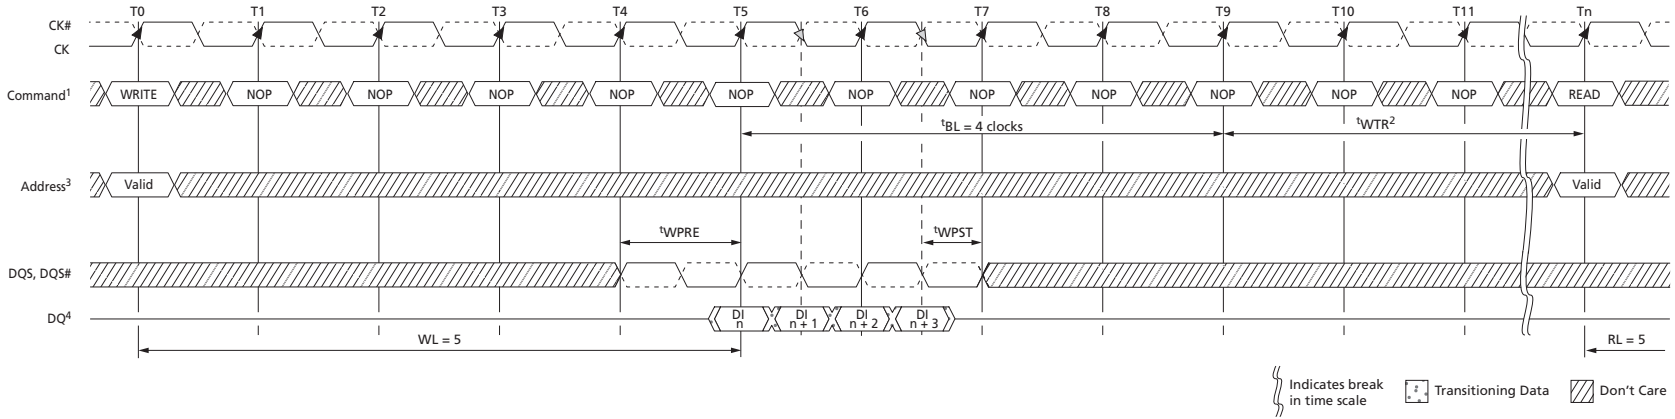 T0 T1 T2 T3 T4 T5 T6 T7 T8 T9 T10 T11 Tn
CK#
CK
Command¹ WRITE NOP NOP NOP NOP NOP NOP NOP NOP NOP NOP NOP READ
tBL = 4 clocks tWTR²
Address³ Valid Valid
tWPRE tWPST
DQS, DQS#
DQ⁴ DI n DI n + 1 DI n + 2 DI n + 3
WL = 5 RL = 5
Indicates break
in time scale
Transitioning Data
Don't Care